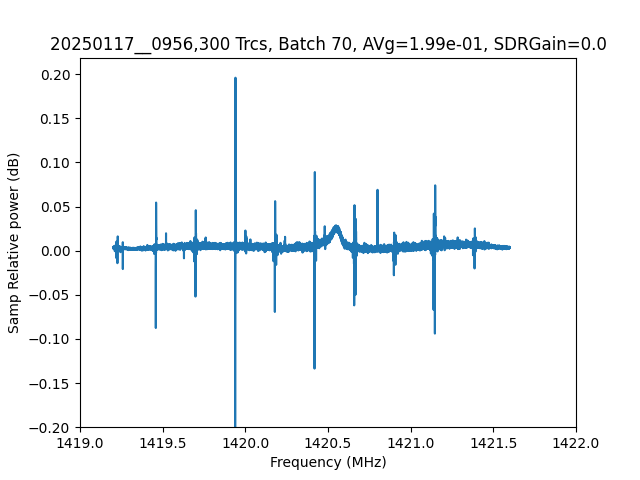 20250117__0956,300 Trcs, Batch 70, AVg=1.99e-01, SDRGain=0.0
0.20
0.15
0.10
0.05
0.00
−0.05
−0.10
−0.15
−0.20
Samp Relative power (dB)
1419.0 1419.5 1420.0 1420.5 1421.0 1421.5 1422.0
Frequency (MHz)